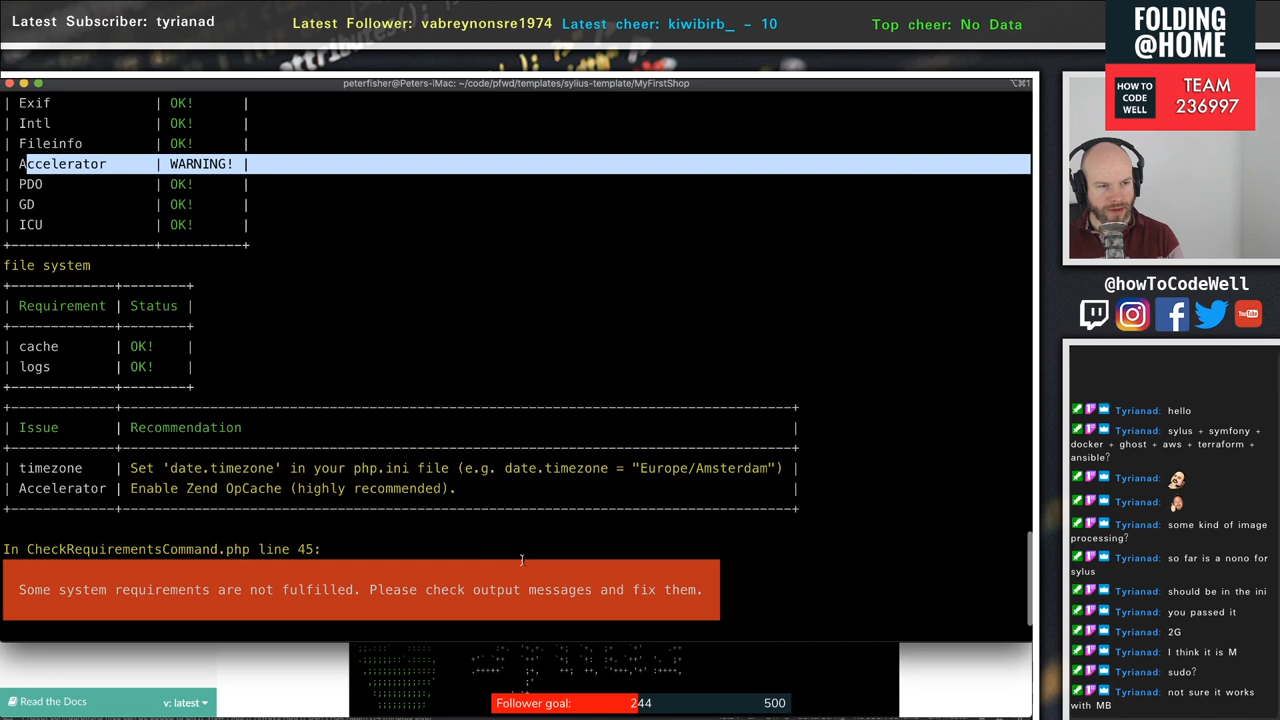 Latest Subscriber: tyrianad
Latest Follower: vabreynonsre1974
Latest cheer: kiwibirb_ - 10
Top cheer: No Data
FOLDING
@HOME
HOW TO
CODE
WELL
TEAM
236997
peterfisher@Peters-iMac: ~/code/pfwd/templates/sylius-template/MyFirstShop
⌥⌘1
| Exif | OK! |
| Intl | OK! |
| Fileinfo | OK! |
| Accelerator | WARNING! |
| PDO | OK! |
| GD | OK! |
| ICU | OK! |
file system
| Requirement | Status |
| cache | OK! |
| logs | OK! |
| Issue | Recommendation |
| timezone | Set 'date.timezone' in your php.ini file (e.g. date.timezone = "Europe/Amsterdam") |
| Accelerator | Enable Zend OpCache (highly recommended). |
In CheckRequirementsCommand.php line 45:
Some system requirements are not fulfilled. Please check output messages and fix them.
@howToCodeWell
You Tube
Tyrianad: hello
Tyrianad: sylus + symfony + docker + ghost + aws + terraform + ansible?
Tyrianad:
Tyrianad:
Tyrianad: some kind of image processing?
Tyrianad: so far is a nono for sylus
Tyrianad: should be in the ini
Tyrianad: you passed it
Tyrianad: 2G
Tyrianad: I think it is M
Tyrianad: sudo?
Tyrianad: not sure it works with MB
Read the Docs
v: latest
Follower goal:
244
500